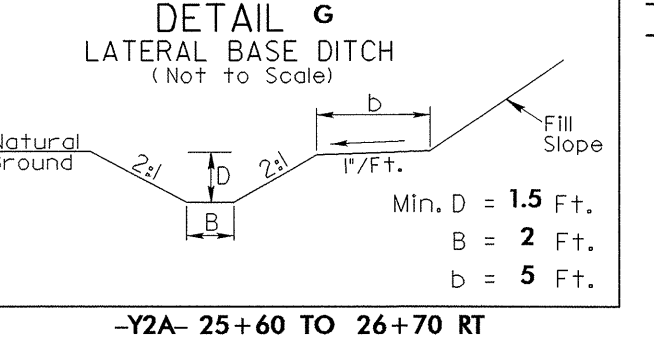 DETAIL G
LATERAL BASE DITCH
(Not to Scale)
b
Natural
Ground
2:1
D
2:1
1"/Ft.
Fill
Slope
B
Min. D = 1.5 Ft.
B = 2 Ft.
b = 5 Ft.
-Y2A- 25+60 TO 26+70 RT